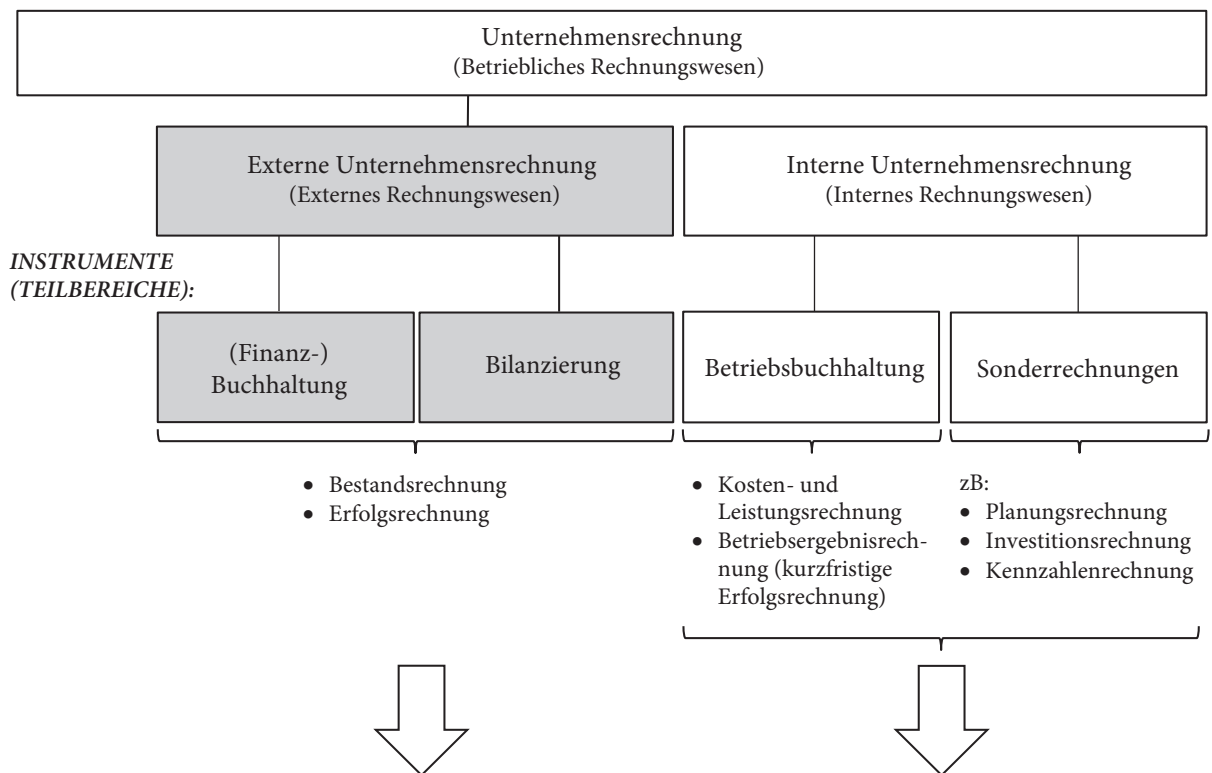 Unternehmensrechnung
(Betriebliches Rechnungswesen)
Externe Unternehmensrechnung
(Externes Rechnungswesen)
Interne Unternehmensrechnung
(Internes Rechnungswesen)
INSTRUMENTE
(TEILBEREICHE):
(Finanz-)
Buchhaltung
Bilanzierung
Betriebsbuchhaltung
Sonderrechnungen
• Bestandsrechnung
• Erfolgsrechnung
• Kosten- und
Leistungsrechnung
• Betriebsergebnisrech-
nung (kurzfristige
Erfolgsrechnung)
zB:
• Planungsrechnung
• Investitionsrechnung
• Kennzahlenrechnung